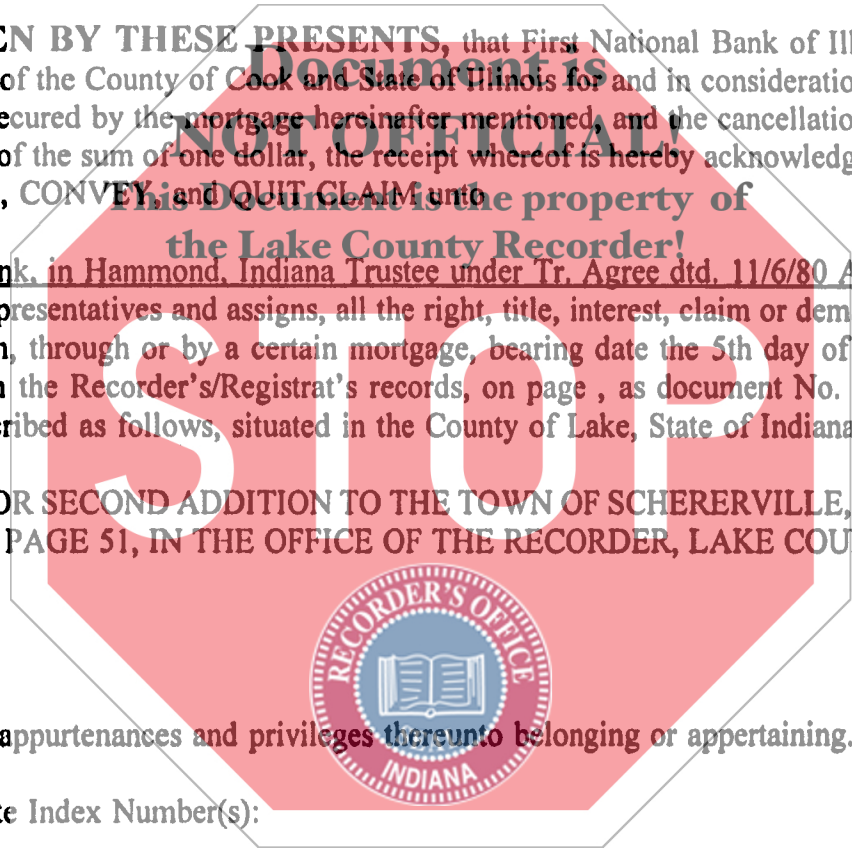 EN BY THESE PRESENTS, that First National Bank of Ill
Document is
of the County of Cook and State of Illinois for and in consideratio
ecured by the mortgage hereinafter mentioned, and the cancellatio
NOT OFFICIAL!
of the sum of one dollar, the receipt whereof is hereby acknowledg
, CONVEY, and QUIT CLAIM unto
This Document is the property of
the Lake County Recorder!
nk, in Hammond, Indiana Trustee under Tr. Agree dtd. 11/6/80 A
presentatives and assigns, all the right, title, interest, claim or dem
n, through or by a certain mortgage, bearing date the 5th day of
n the Recorder's/Registrat's records, on page , as document No.
ribed as follows, situated in the County of Lake, State of Indiana
STOP
OR SECOND ADDITION TO THE TOWN OF SCHERERVILLE,
PAGE 51, IN THE OFFICE OF THE RECORDER, LAKE COU
RECORDER'S OFFICE
SEAL
INDIANA
appurtenances and privileges thereunto belonging or appertaining.
te Index Number(s):